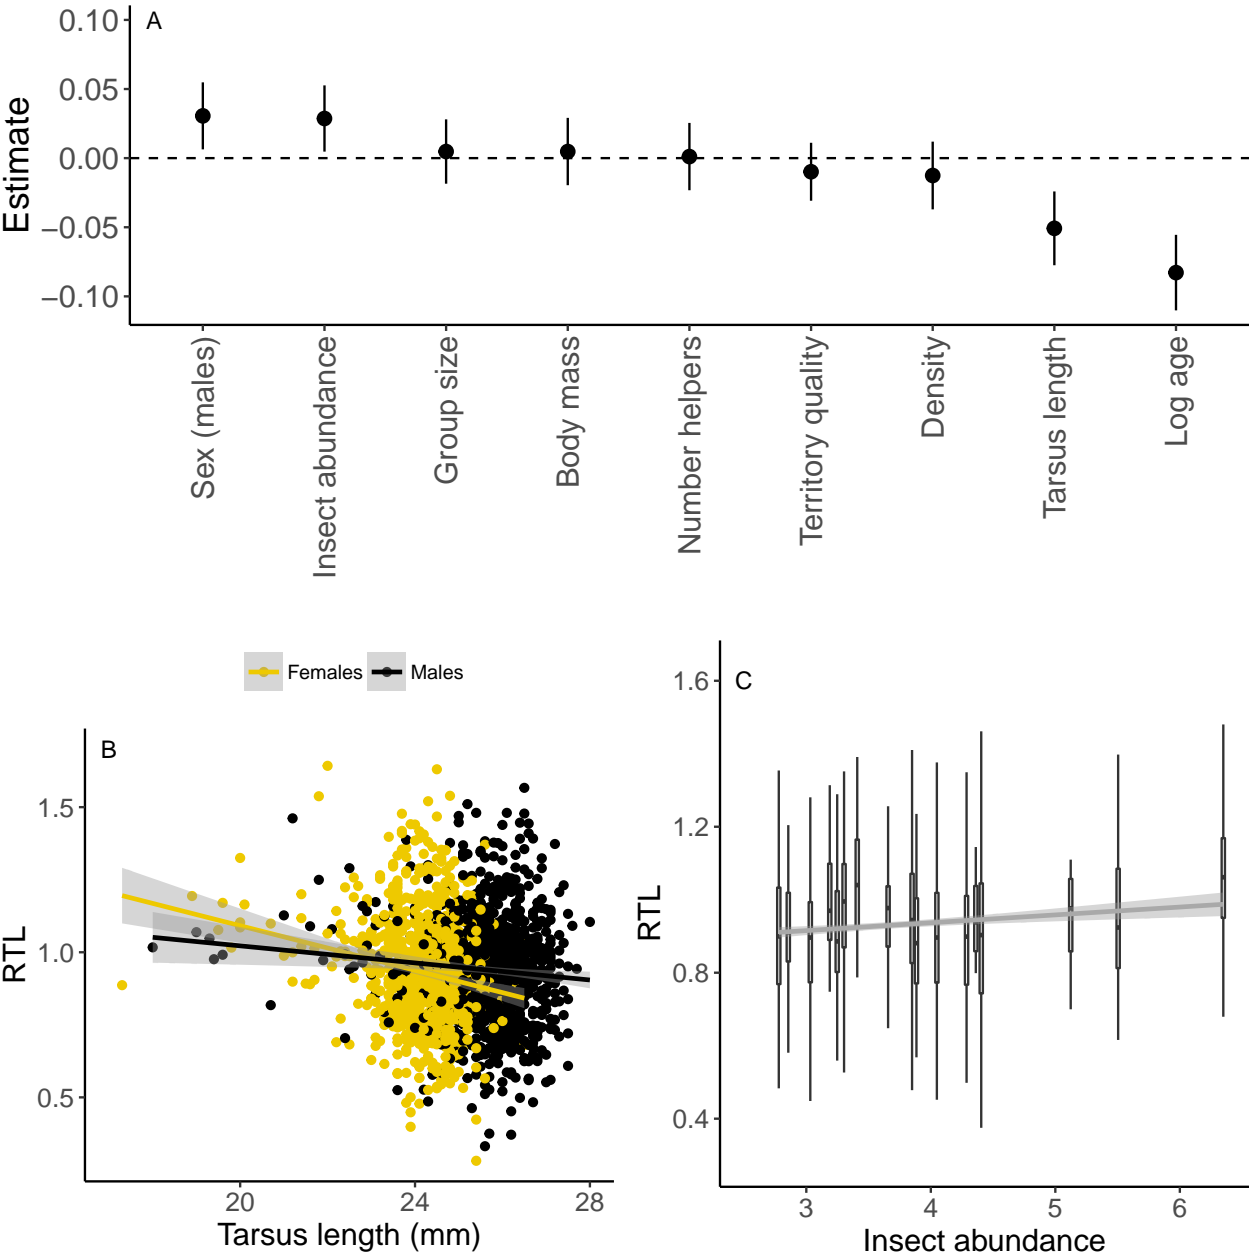 A
0.10
0.05
0.00
−0.05
−0.10
Estimate
Sex (males)
Insect abundance
Group size
Body mass
Number helpers
Territory quality
Density
Tarsus length
Log age
Females
Males
B
1.5
1.0
0.5
RTL
20
24
28
Tarsus length (mm)
C
1.6
1.2
0.8
0.4
RTL
3
4
5
6
Insect abundance